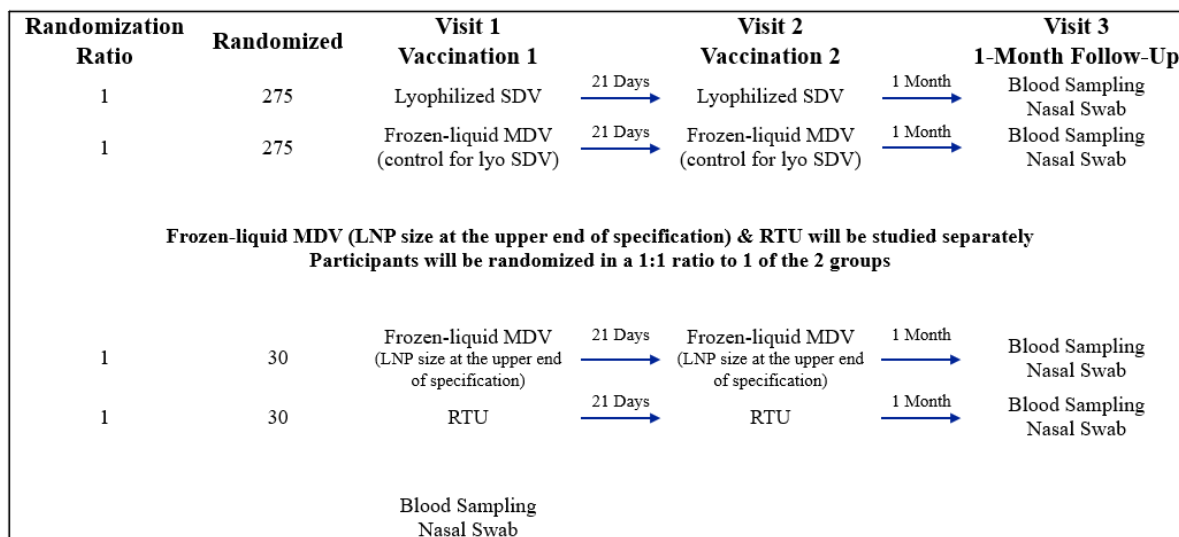 Randomization Ratio Randomized Visit 1 Vaccination 1 Visit 2 Vaccination 2 Visit 3 1-Month Follow-Up
1 275 Lyophilized SDV 21 Days Lyophilized SDV 1 Month Blood Sampling Nasal Swab
1 275 Frozen-liquid MDV (control for lyo SDV) 21 Days Frozen-liquid MDV (control for lyo SDV) 1 Month Blood Sampling Nasal Swab
Frozen-liquid MDV (LNP size at the upper end of specification) & RTU will be studied separately
Participants will be randomized in a 1:1 ratio to 1 of the 2 groups
1 30 Frozen-liquid MDV (LNP size at the upper end of specification) 21 Days Frozen-liquid MDV (LNP size at the upper end of specification) 1 Month Blood Sampling Nasal Swab
1 30 RTU 21 Days RTU 1 Month Blood Sampling Nasal Swab
Blood Sampling
Nasal Swab